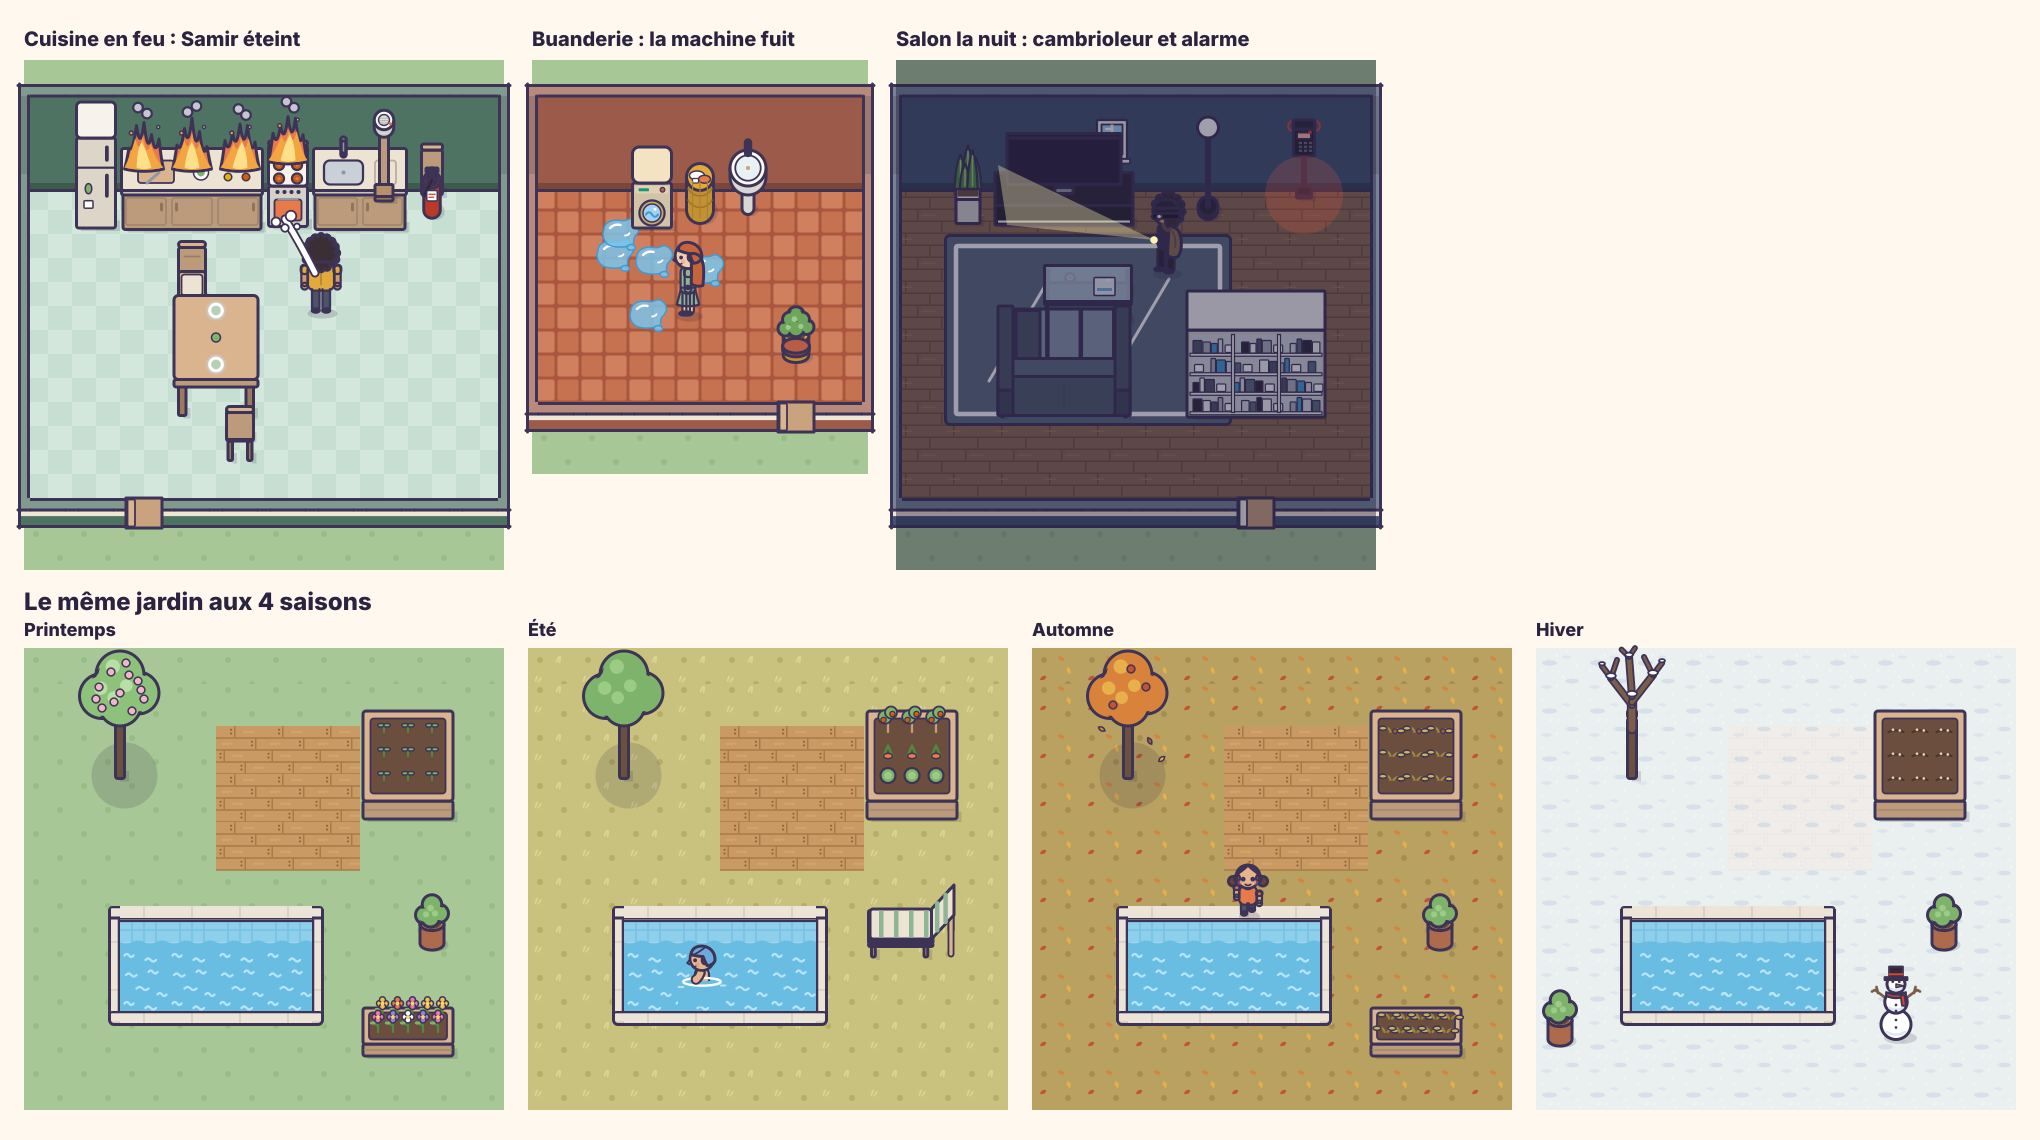 Cuisine en feu : Samir éteint
Buanderie : la machine fuit
Salon la nuit : cambrioleur et alarme
Le même jardin aux 4 saisons
Printemps
Été
Automne
Hiver